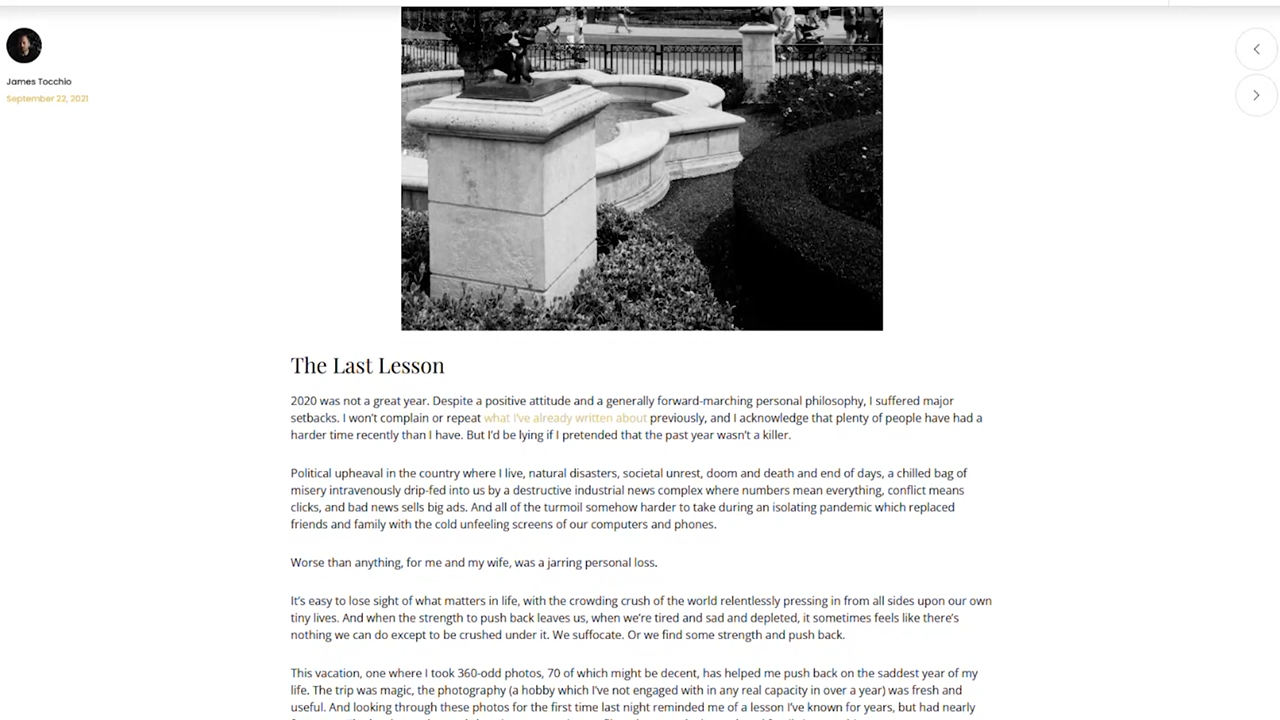 James Tocchio
September 22, 2021
The Last Lesson
2020 was not a great year. Despite a positive attitude and a generally forward-marching personal philosophy, I suffered major
setbacks. I won't complain or repeat what I've already written about previously, and I acknowledge that plenty of people have had a
harder time recently than I have. But I'd be lying if I pretended that the past year wasn't a killer.
Political upheaval in the country where I live, natural disasters, societal unrest, doom and death and end of days, a chilled bag of
misery intravenously drip-fed into us by a destructive industrial news complex where numbers mean everything, conflict means
clicks, and bad news sells big ads. And all of the turmoil somehow harder to take during an isolating pandemic which replaced
friends and family with the cold unfeeling screens of our computers and phones.
Worse than anything, for me and my wife, was a jarring personal loss.
It's easy to lose sight of what matters in life, with the crowding crush of the world relentlessly pressing in from all sides upon our own
tiny lives. And when the strength to push back leaves us, when we're tired and sad and depleted, it sometimes feels like there's
nothing we can do except to be crushed under it. We suffocate. Or we find some strength and push back.
This vacation, one where I took 360-odd photos, 70 of which might be decent, has helped me push back on the saddest year of my
life. The trip was magic, the photography (a hobby which I've not engaged with in any real capacity in over a year) was fresh and
useful. And looking through these photos for the first time last night reminded me of a lesson I've known for years, but had nearly